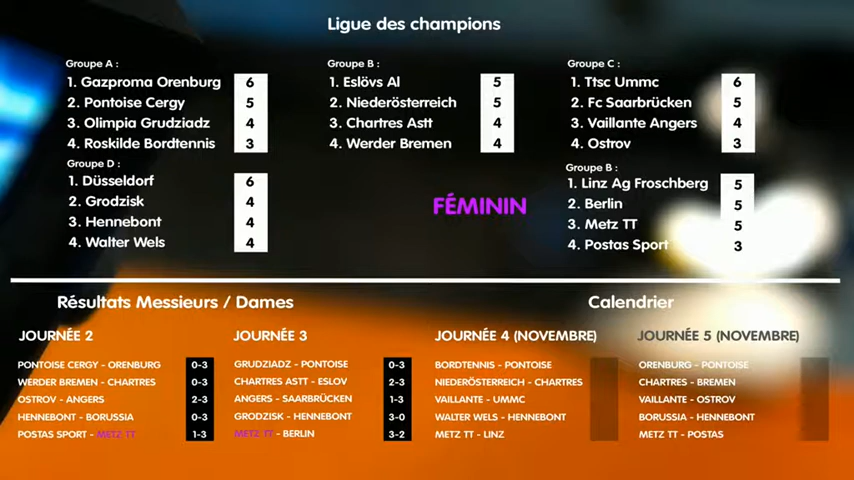 Ligue des champions
Groupe A :
1. Gazproma Orenburg 6
2. Pontoise Cergy 5
3. Olimpia Grudziadz 4
4. Roskilde Bordtennis 3
Groupe B :
1. Eslövs Al 5
2. Niederösterreich 5
3. Chartres Astt 4
4. Werder Bremen 4
Groupe C :
1. Ttsc Ummc 6
2. Fc Saarbrücken 5
3. Vaillante Angers 4
4. Ostrov 3
Groupe D :
1. Düsseldorf 6
2. Grodzisk 4
3. Hennebont 4
4. Walter Wels 4
FÉMININ
Groupe B :
1. Linz Ag Froschberg 5
2. Berlin 5
3. Metz TT 5
4. Postas Sport 3
Résultats Messieurs / Dames
JOURNÉE 2
PONTOISE CERGY - ORENBURG 0-3
WERDER BREMEN - CHARTRES 0-3
OSTROV - ANGERS 2-3
HENNEBONT - BORUSSIA 0-3
POSTAS SPORT - METZ TT 1-3
JOURNÉE 3
GRUDZIADZ - PONTOISE 0-3
CHARTRES ASTT - ESLOV 2-3
ANGERS - SAARBRÜCKEN 1-3
GRODZISK - HENNEBONT 3-0
METZ TT - BERLIN 3-2
Calendrier
JOURNÉE 4 (NOVEMBRE)
BORDTENNIS - PONTOISE
NIEDERÖSTERREICH - CHARTRES
VAILLANTE - UMMC
WALTER WELS - HENNEBONT
METZ TT - LINZ
JOURNÉE 5 (NOVEMBRE)
ORENBURG - PONTOISE
CHARTRES - BREMEN
VAILLANTE - OSTROV
BORUSSIA - HENNEBONT
METZ TT - POSTAS